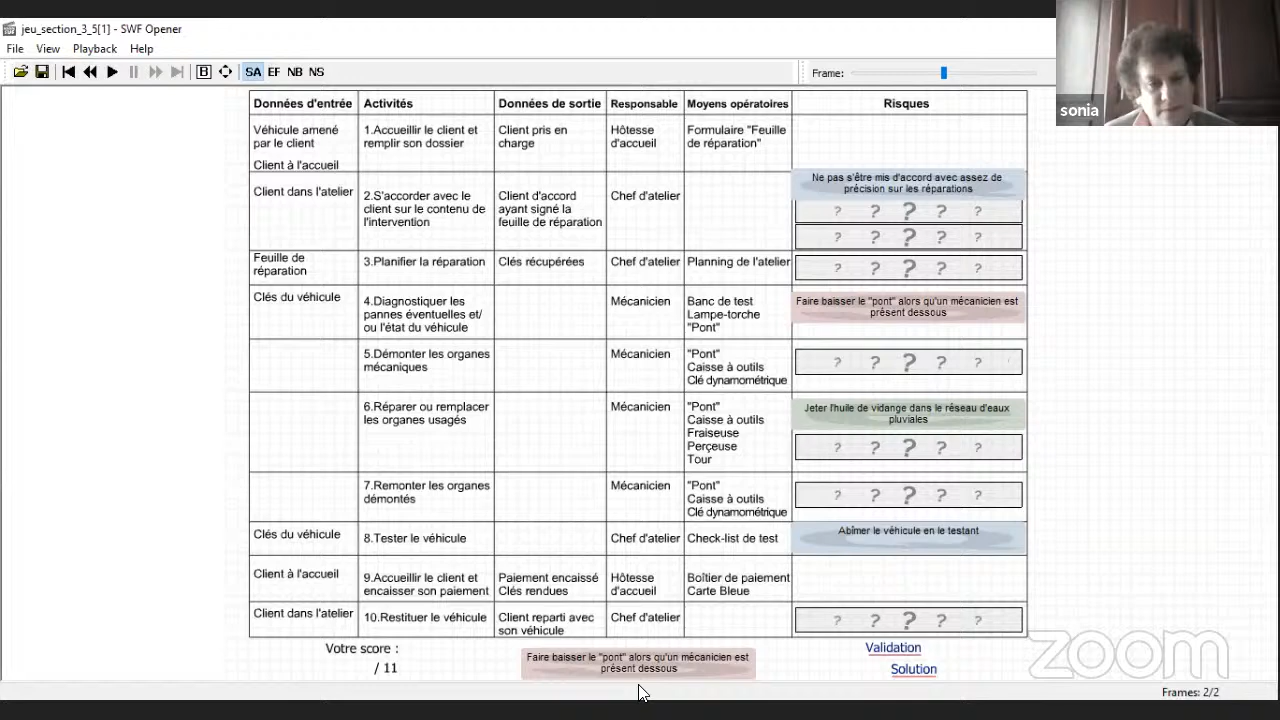 jeu_section_3_5[1] - SWF Opener
File View Playback Help
B SA EF NB NS Frame:
sonia
Données d'entrée Activités Données de sortie Responsable Moyens opératoires Risques
Véhicule amené
par le client
Client à l'accueil
1.Accueillir le client et
remplir son dossier
Client pris en
charge
Hôtesse
d'accueil
Formulaire "Feuille
de réparation"
Client dans l'atelier
2.S'accorder avec le
client sur le contenu de
l'intervention
Client d'accord
ayant signé la
feuille de réparation
Chef d'atelier
Ne pas s'être mis d'accord avec assez de
précision sur les réparations
? ? ? ? ?
? ? ? ? ?
Feuille de
réparation
3.Planifier la réparation
Clés récupérées
Chef d'atelier
Planning de l'atelier
? ? ? ? ?
Clés du véhicule
4.Diagnostiquer les
pannes éventuelles et/
ou l'état du véhicule
Mécanicien
Banc de test
Lampe-torche
"Pont"
Faire baisser le "pont" alors qu'un mécanicien est
présent dessous
5.Démonter les organes
mécaniques
Mécanicien
"Pont"
Caisse à outils
Clé dynamométrique
? ? ? ? ?
6.Réparer ou remplacer
les organes usagés
Mécanicien
"Pont"
Caisse à outils
Fraiseuse
Perçeuse
Tour
Jeter l'huile de vidange dans le réseau d'eaux
pluviales
? ? ? ? ?
7.Remonter les organes
démontés
Mécanicien
"Pont"
Caisse à outils
Clé dynamométrique
? ? ? ? ?
Clés du véhicule
8.Tester le véhicule
Chef d'atelier
Check-list de test
Abîmer le véhicule en le testant
Client à l'accueil
9.Accueillir le client et
encaisser son paiement
Paiement encaissé
Clés rendues
Hôtesse
d'accueil
Boîtier de paiement
Carte Bleue
Client dans l'atelier
10.Restituer le véhicule
Client reparti avec
son véhicule
Chef d'atelier
? ? ? ? ?
Votre score :
/ 11
Faire baisser le "pont" alors qu'un mécanicien est
présent dessous
Validation
Solution
zoom
Frames: 2/2